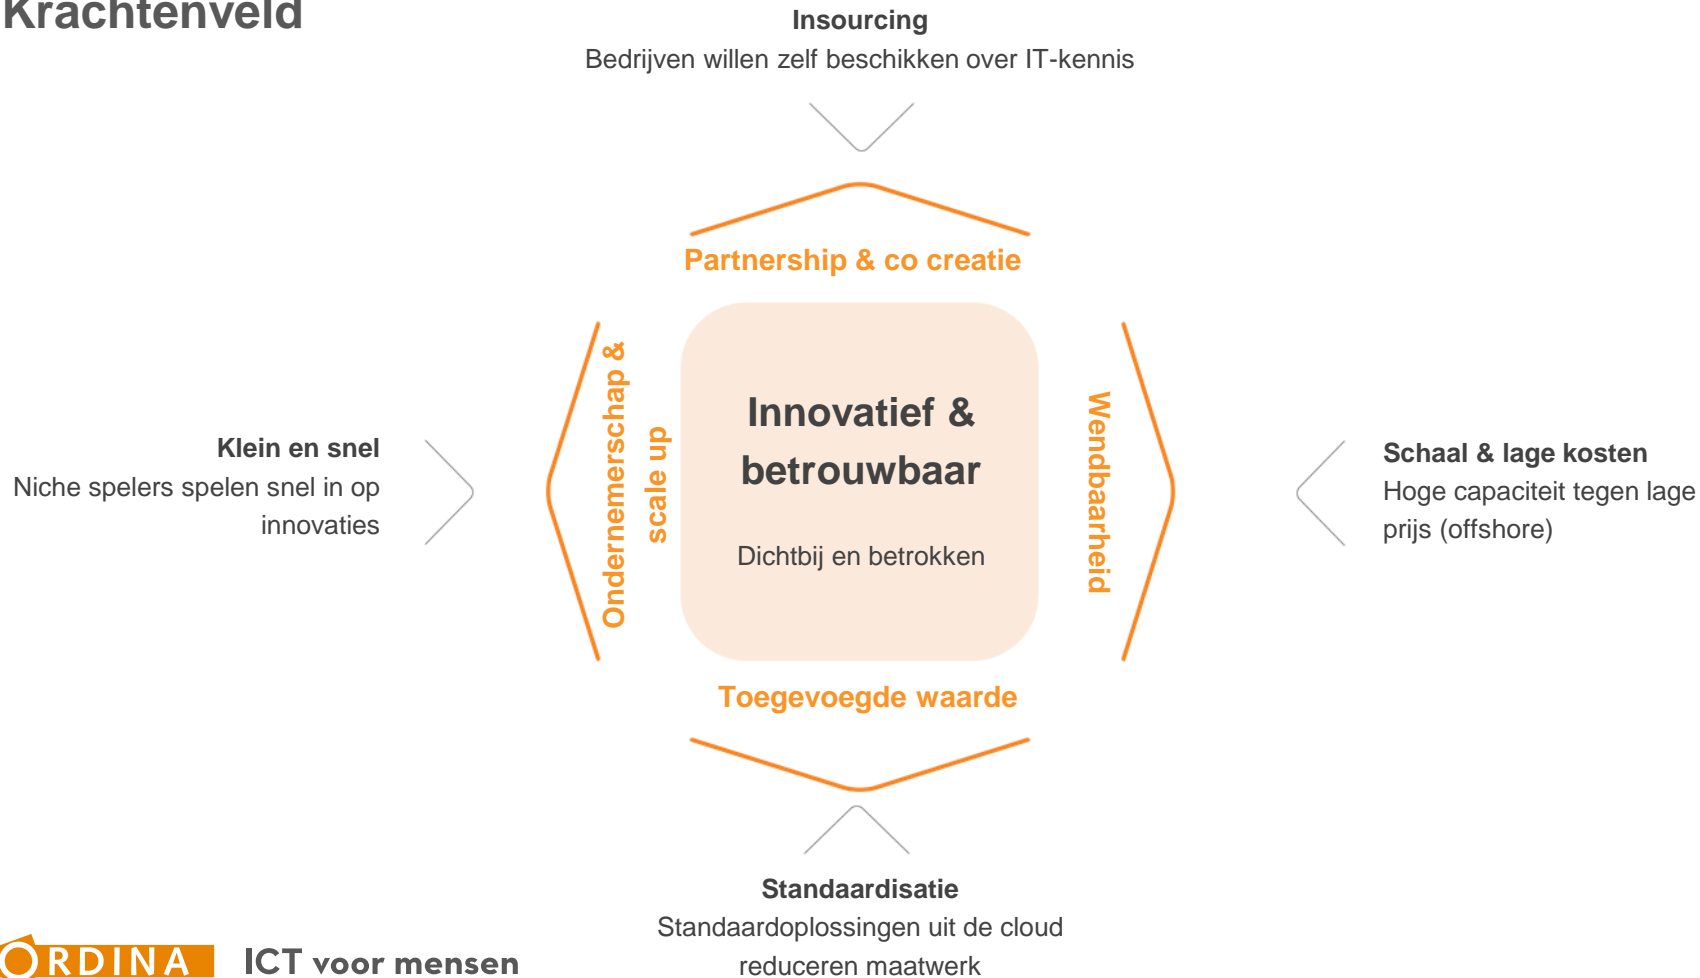 Krachtenveld
Insourcing
Bedrijven willen zelf beschikken over IT-kennis
Partnership & co creatie
Klein en snel
Niche spelers spelen snel in op
innovaties
Ondernemerschap &
scale up
Innovatief &
betrouwbaar
Dichtbij en betrokken
Wendbaarheid
Schaal & lage kosten
Hoge capaciteit tegen lage
prijs (offshore)
Toegevoegde waarde
Standaardisatie
Standaardoplossingen uit de cloud
reduceren maatwerk
ORDINA
ICT voor mensen